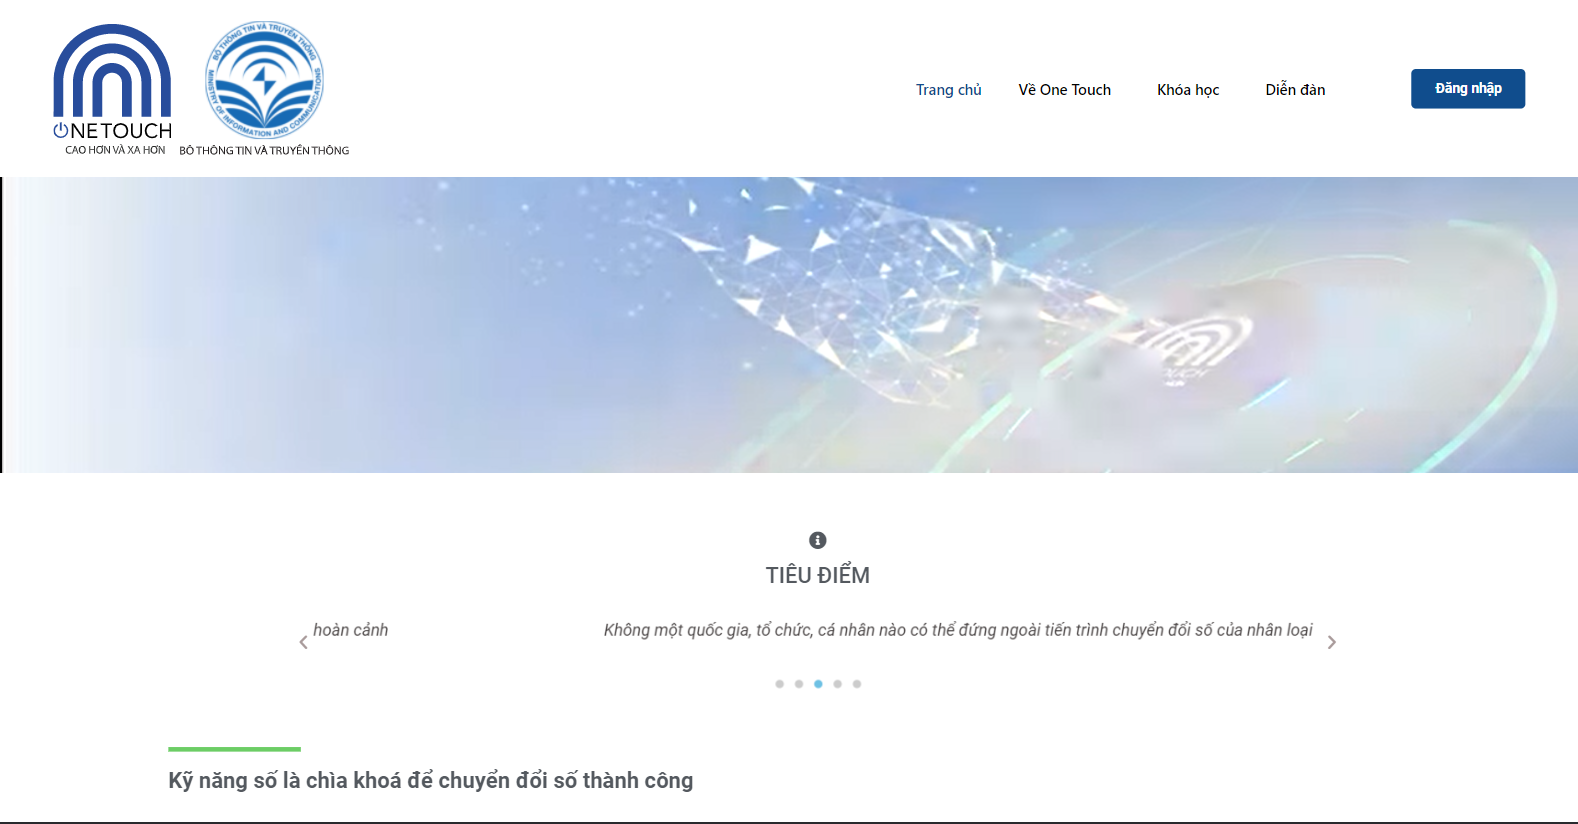 ONETOUCH
CAO HƠN VÀ XA HƠN
BỘ THÔNG TIN VÀ TRUYỀN THÔNG
MINISTRY OF INFORMATION AND COMMUNICATIONS
BỘ THÔNG TIN VÀ TRUYỀN THÔNG
Trang chủ
Về One Touch
Khóa học
Diễn đàn
Đăng nhập
TIÊU ĐIỂM
hoàn cảnh
Không một quốc gia, tổ chức, cá nhân nào có thể đứng ngoài tiến trình chuyển đổi số của nhân loại
Kỹ năng số là chìa khoá để chuyển đổi số thành công